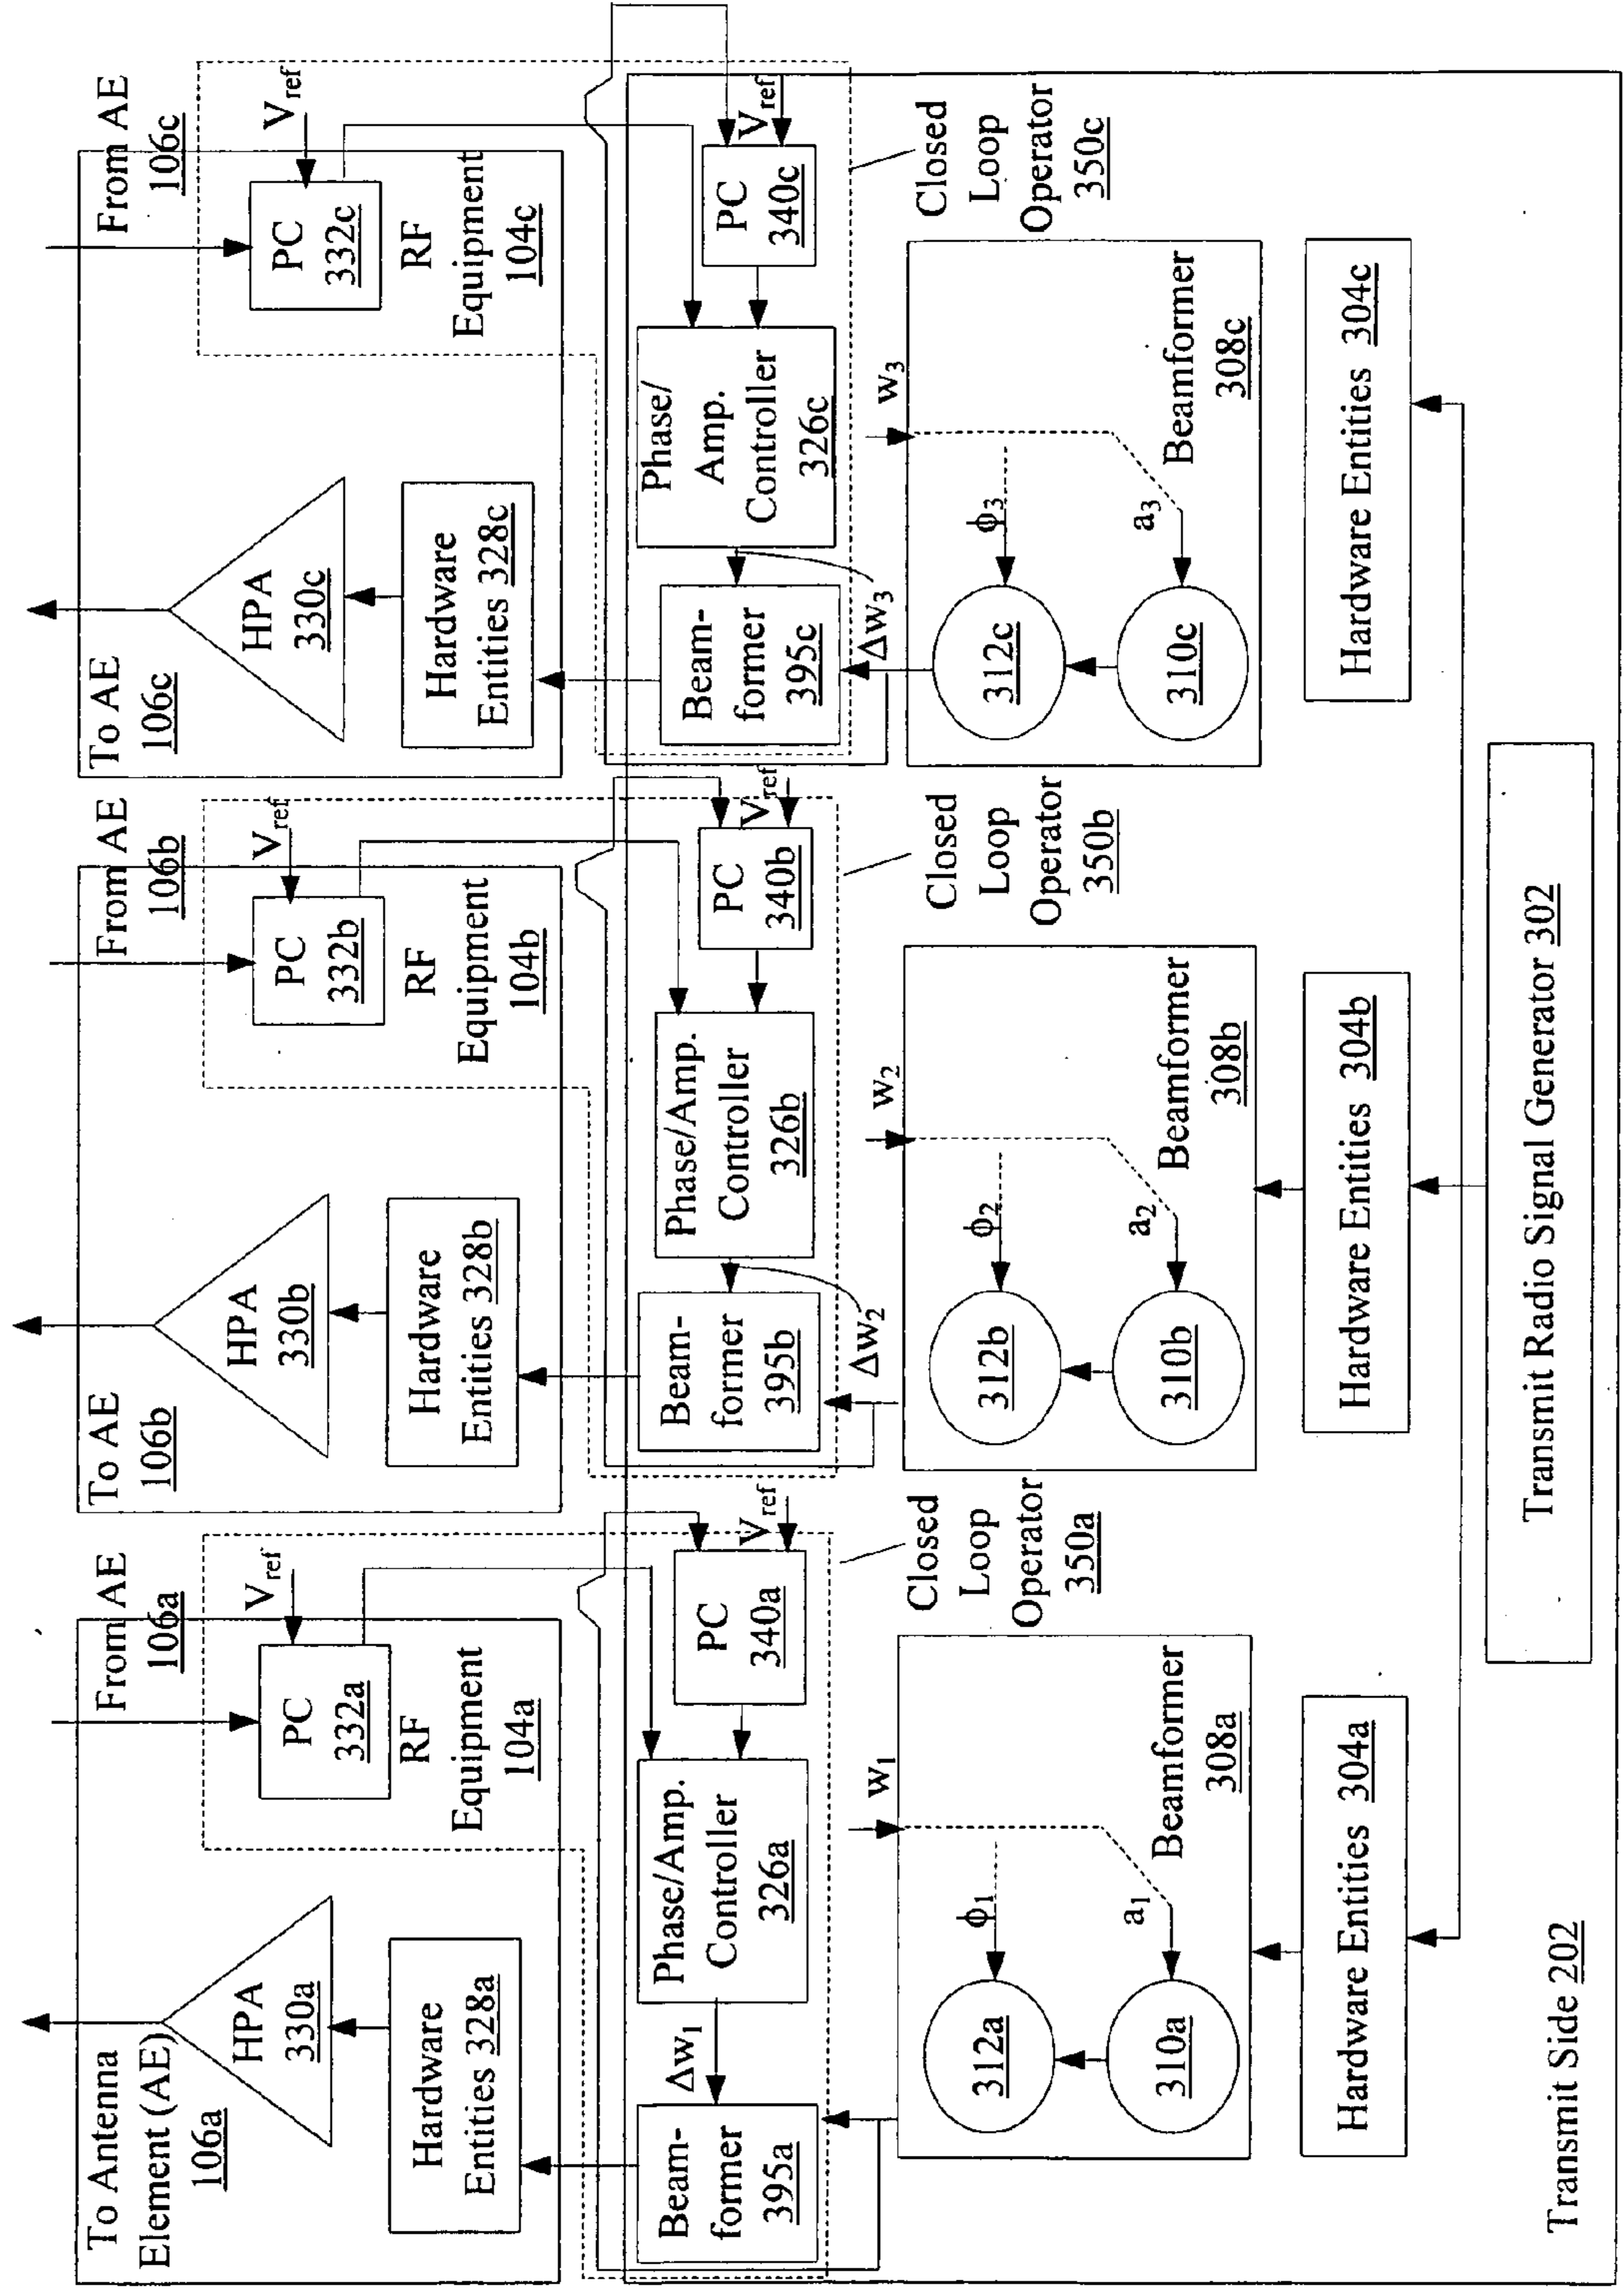 To Antenna
Element (AE)
106a
HPA
330a
Hardware
Entities 328a
From AE
106a
Vref
PC
332a
RF
Equipment
104a
Beam-
former
395a
Δw1
Phase/Amp.
Controller
326a
PC
340a
Vref
Closed
Loop
Operator
350a
w1
ϕ1
a1
312a
310a
Beamformer
308a
Hardware Entities 304a
To AE
106b
HPA
330b
Hardware
Entities 328b
From AE
106b
Vref
PC
332b
RF
Equipment
104b
Beam-
former
395b
Δw2
Phase/Amp.
Controller
326b
PC
340b
Vref
Closed
Loop
Operator
350b
w2
ϕ2
a2
312b
310b
Beamformer
308b
Hardware Entities 304b
To AE
106c
HPA
330c
Hardware
Entities 328c
From AE
106c
Vref
PC
332c
RF
Equipment
104c
Beam-
former
395c
Δw3
Phase/
Amp.
Controller
326c
PC
340c
Vref
Closed
Loop
Operator
350c
w3
ϕ3
a3
312c
310c
Beamformer
308c
Hardware Entities 304c
Transmit Radio Signal Generator 302
Transmit Side 202